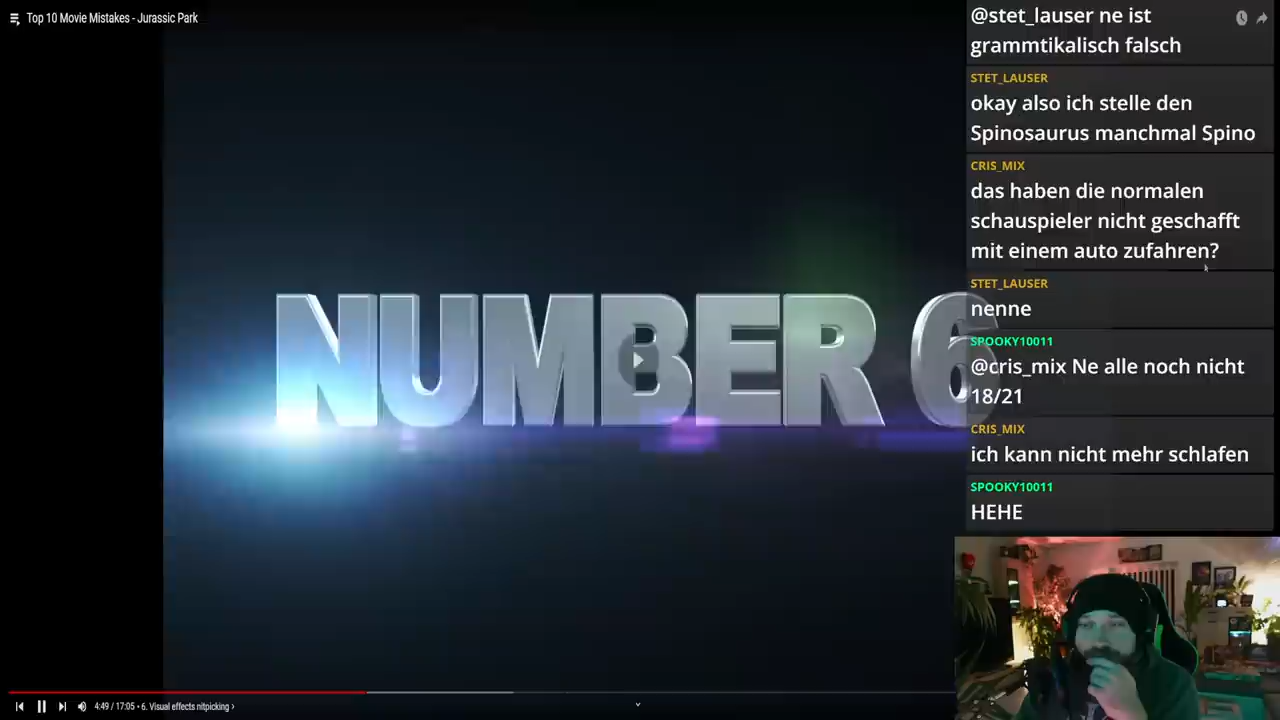 Top 10 Movie Mistakes - Jurassic Park
NUMBER 6
4:49 / 17:05 • 6. Visual effects nitpicking ›
@stet_lauser ne ist
grammtikalisch falsch
STET_LAUSER
okay also ich stelle den
Spinosaurus manchmal Spino
CRIS_MIX
das haben die normalen
schauspieler nicht geschafft
mit einem auto zufahren?
STET_LAUSER
nenne
SPOOKY10011
@cris_mix Ne alle noch nicht
18/21
CRIS_MIX
ich kann nicht mehr schlafen
SPOOKY10011
HEHE